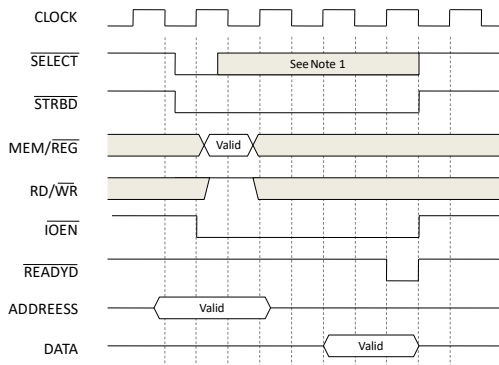 CLOCK
SELECT
See Note 1
STRBD
MEM/REG
Valid
RD/WR
IOEN
READYD
ADDREESS
Valid
DATA
Valid